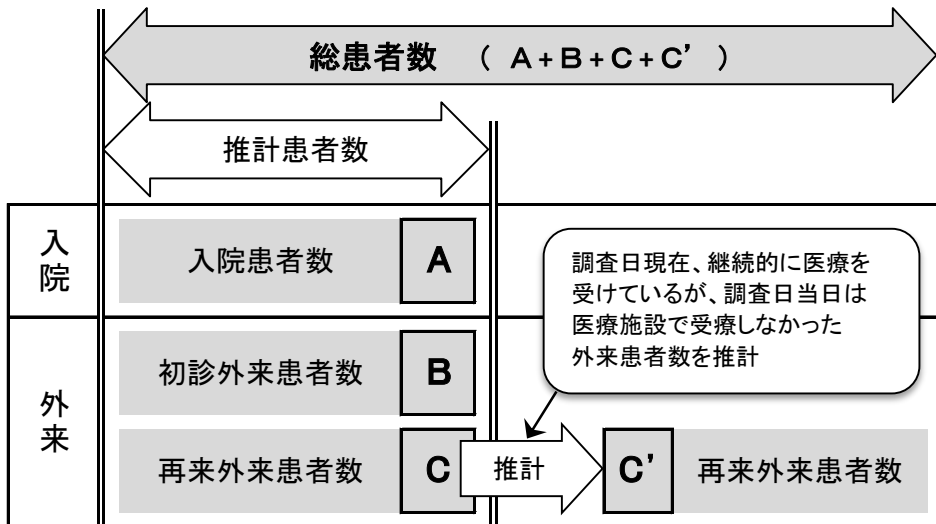 総患者数 （ A+B+C+C' ）
推計患者数
入院
入院患者数 A
調査日現在、継続的に医療を
受けているが、調査日当日は
医療施設で受療しなかった
外来患者数を推計
外来
初診外来患者数 B
再来外来患者数 C 推計 C' 再来外来患者数